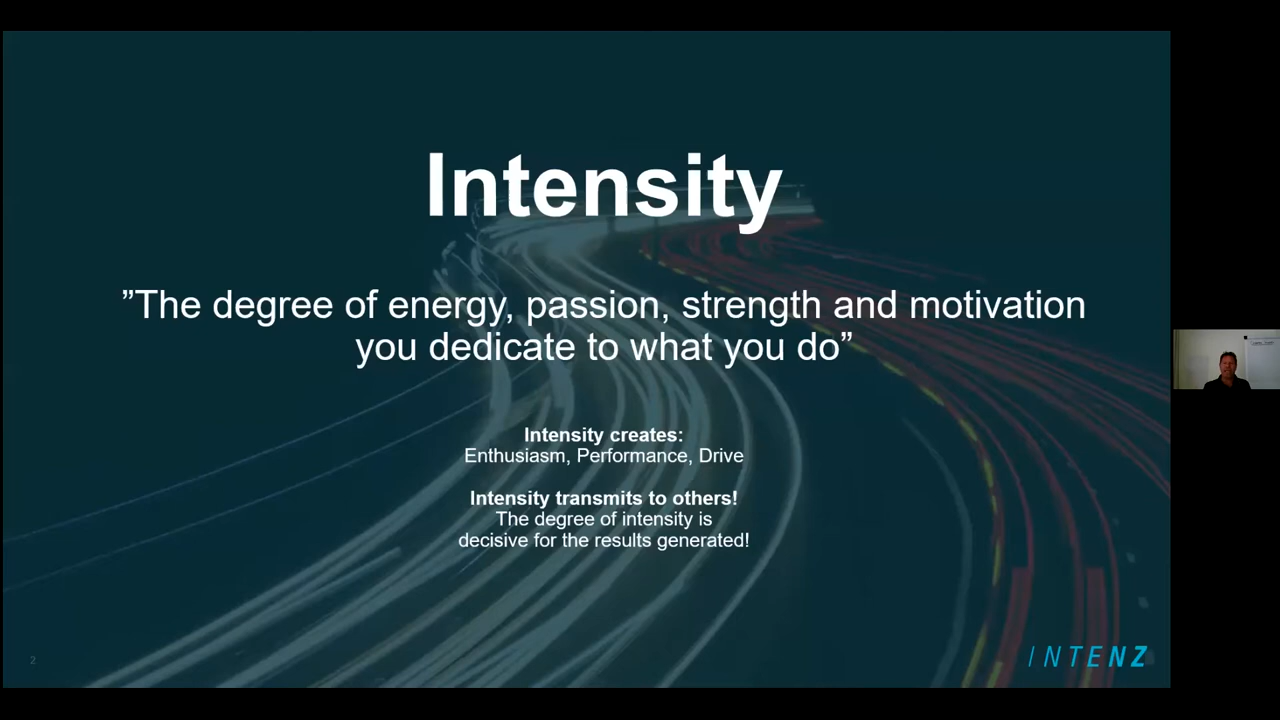 Intensity
”The degree of energy, passion, strength and motivation
you dedicate to what you do”
Intensity creates:
Enthusiasm, Performance, Drive
Intensity transmits to others!
The degree of intensity is
decisive for the results generated!
2
INTENZ